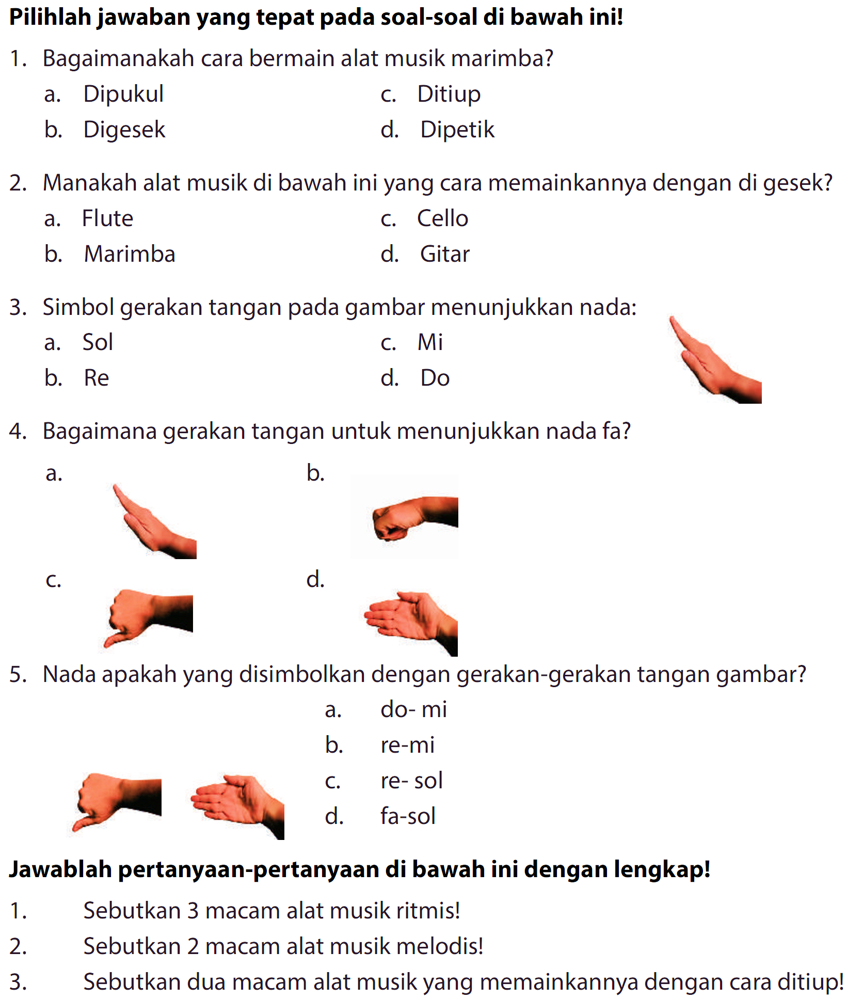 Pilihlah jawaban yang tepat pada soal-soal di bawah ini!
1. Bagaimanakah cara bermain alat musik marimba?
a. Dipukul c. Ditiup
b. Digesek d. Dipetik
2. Manakah alat musik di bawah ini yang cara memainkannya dengan di gesek?
a. Flute c. Cello
b. Marimba d. Gitar
3. Simbol gerakan tangan pada gambar menunjukkan nada:
a. Sol c. Mi
b. Re d. Do
4. Bagaimana gerakan tangan untuk menunjukkan nada fa?
a. b.
c. d.
5. Nada apakah yang disimbolkan dengan gerakan-gerakan tangan gambar?
a. do- mi
b. re-mi
c. re- sol
d. fa-sol
Jawablah pertanyaan-pertanyaan di bawah ini dengan lengkap!
1. Sebutkan 3 macam alat musik ritmis!
2. Sebutkan 2 macam alat musik melodis!
3. Sebutkan dua macam alat musik yang memainkannya dengan cara ditiup!